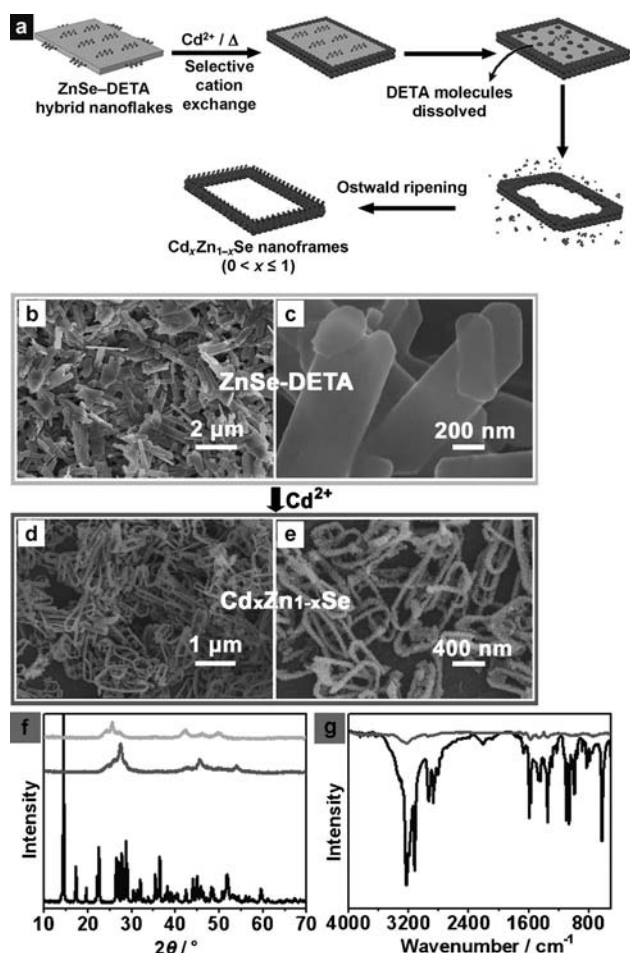 a
Cd²⁺ / Δ
Selective
cation
exchange
ZnSe–DETA
hybrid nanoflakes
DETA molecules
dissolved
Ostwald ripening
CdₓZn₁₋ₓSe nanoframes
(0 < x ≤ 1)
b
c
ZnSe-DETA
2 μm
200 nm
Cd²⁺
d
e
CdxZn1-xSe
1 μm
400 nm
f
g
Intensity
Intensity
10 20 30 40 50 60 70
4000 3200 2400 1600 800
2θ / °
Wavenumber / cm⁻¹